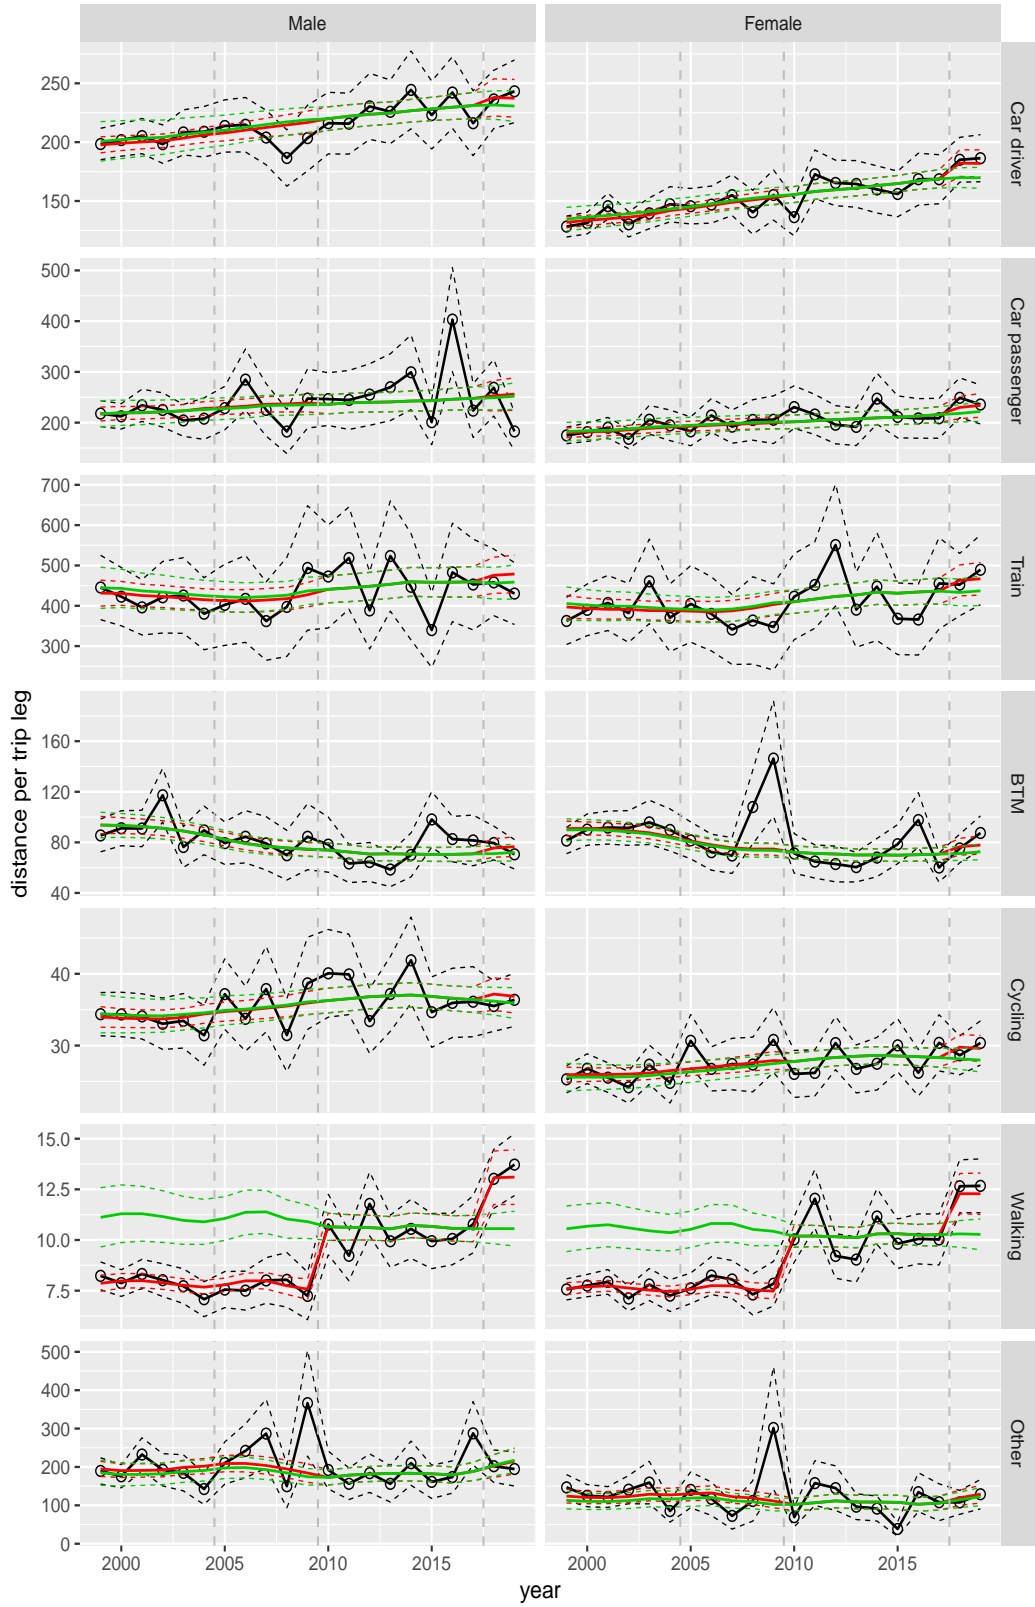 Male Female
250
200
150
Car driver
500
400
300
200
Car passenger
700
600
500
400
300
Train
160
120
80
40
BTM
40
30
Cycling
15.0
12.5
10.0
7.5
Walking
500
400
300
200
100
0
Other
2000 2005 2010 2015 2000 2005 2010 2015
year
distance per trip leg